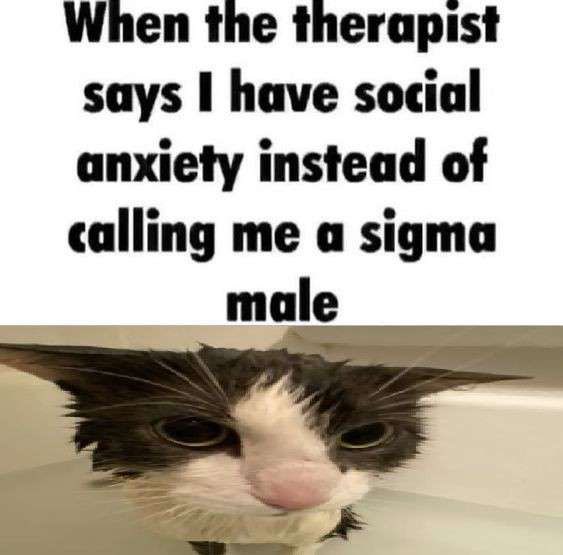 When the therapist
says I have social
anxiety instead of
calling me a sigma
male